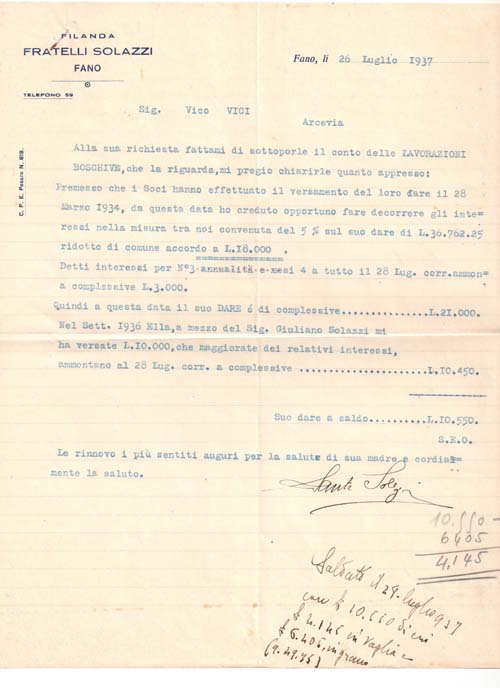 FILANDA
FRATELLI SOLAZZI
FANO
TELEFONO 59
Fano, li 26 Luglio 1937
C. P. E. Pesaro N. 818.
Sig. Vico VICI
Arcevia
Alla sua richiesta fattami di sottoporle il conto delle LAVORAZIONI
BOSCHIVE, che la riguarda, mi pregio chiarirle quanto appresso:
Premesso che i Soci hanno effettuato il versamento del loro dare il 28
Marzo 1934, da questa data ho creduto opportuno fare decorrere gli inte=
ressi nella misura tra noi convenuta del 5 % sul suo dare di L.36.762.25
ridotto di comune accordo a L.18.000 .
Detti interessi per N°3 annualità e mesi 4 a tutto il 28 Lug. corr.ammon=
a complessive L.3.000.
Quindi a questa data il suo DARE é di complessive...............L.21.000.
Nel Sett. 1936 Ella, a mezzo del Sig. Giuliano Solazzi mi
ha versate L.10.000, che maggiorate dei relativi interessi,
ammontano al 28 Lug. corr. a complessive .....................L.10.450.
Suo dare a saldo..........L.10.550.
S.E.O.
Le rinnovo i più sentiti auguri per la salute di sua madre e cordial=
mente la saluto.
10.550 -
6405
4,145
Saldato il 29 luglio 937
con £ 10.550 di cui
£ 4.145 in vaglia e
£ 6.405, in grano